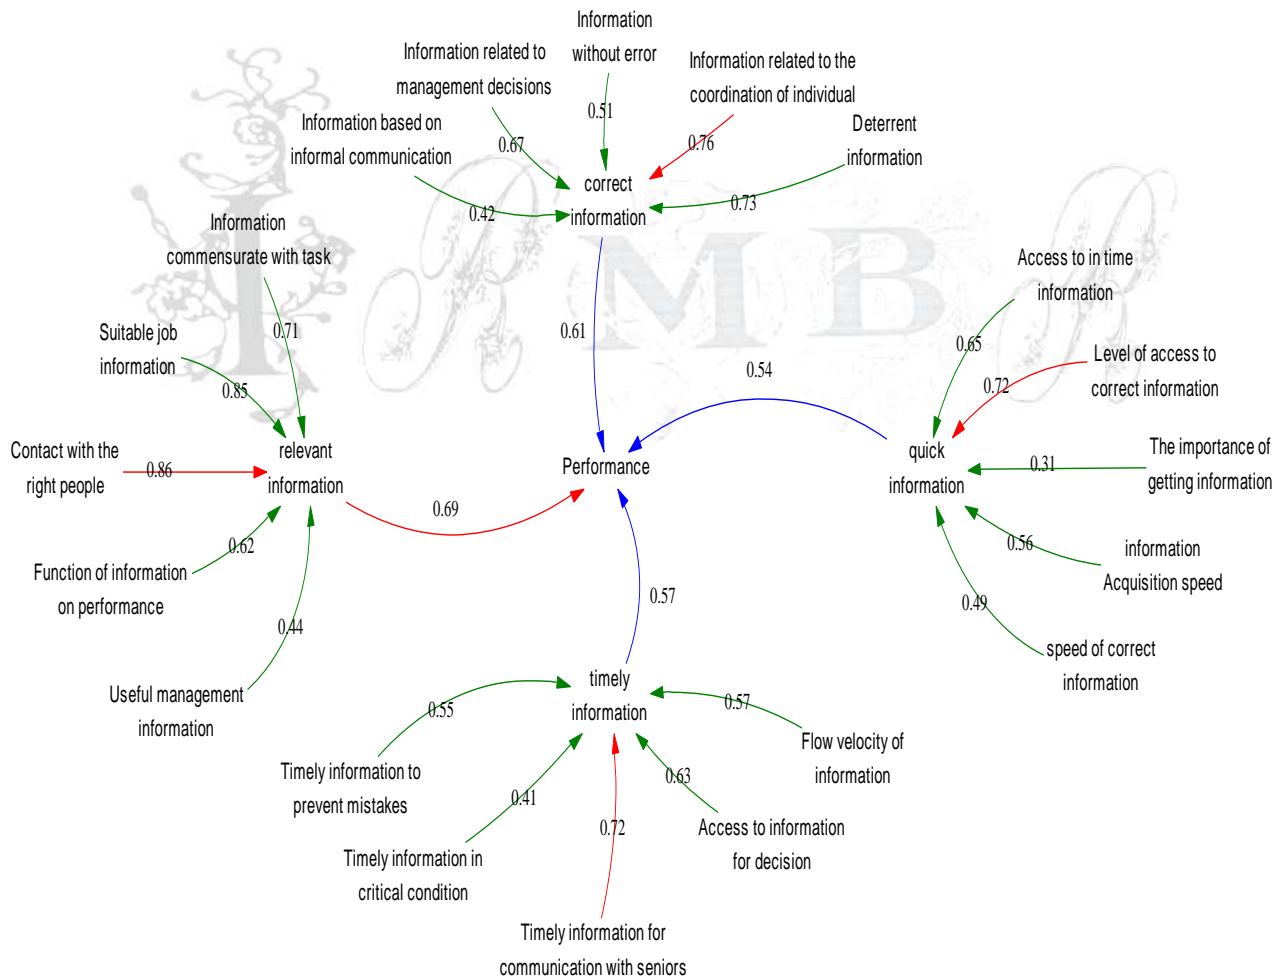 Information
without error
Information related to
management decisions
Information related to the
coordination of individual
Information based on
informal communication
Deterrent
information
0.51
0.67
0.76
0.42
0.73
correct
information
Information
commensurate with task
Access to in time
information
0.71
0.61
0.65
Suitable job
information
0.85
0.54
Level of access to
correct information
0.72
Contact with the
right people
0.86
relevant
information
Performance
quick
information
0.31
The importance of
getting information
0.69
0.62
Function of information
on performance
0.56
information
Acquisition speed
0.44
0.57
0.49
speed of correct
information
Useful management
information
timely
information
0.55
0.57
Flow velocity of
information
Timely information to
prevent mistakes
0.41
0.63
0.72
Access to information
for decision
Timely information in
critical condition
Timely information for
communication with seniors
I R M B R